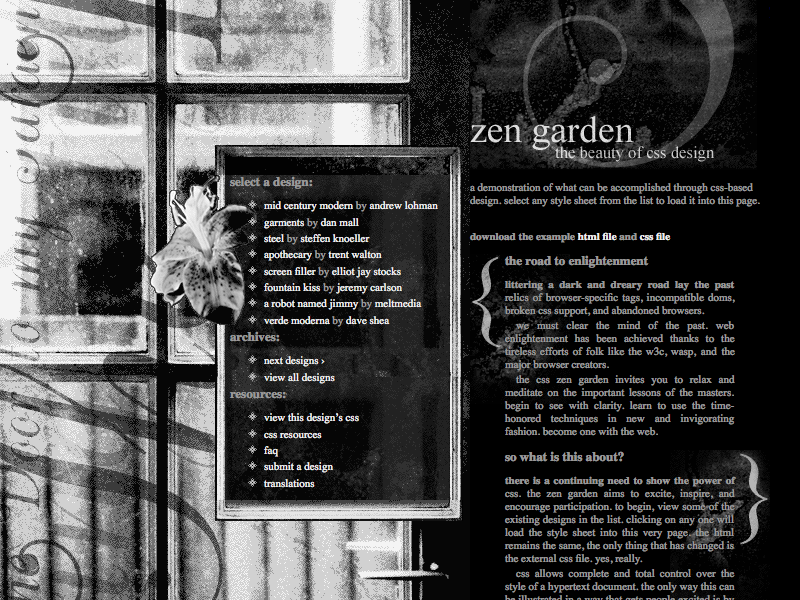 zen garden
the beauty of css design
a demonstration of what can be accomplished through css-based
design. select any style sheet from the list to load it into this page.
download the example html file and css file
select a design:
mid century modern by andrew lohman
garments by dan mall
steel by steffen knoeller
apothecary by trent walton
screen filler by elliot jay stocks
fountain kiss by jeremy carlson
a robot named jimmy by meltmedia
verde moderna by dave shea
archives:
next designs ›
view all designs
resources:
view this design's css
css resources
faq
submit a design
translations
the road to enlightenment
littering a dark and dreary road lay the past
relics of browser-specific tags, incompatible doms,
broken css support, and abandoned browsers.
we must clear the mind of the past. web
enlightenment has been achieved thanks to the
tireless efforts of folk like the w3c, wasp, and the
major browser creators.
the css zen garden invites you to relax and
meditate on the important lessons of the masters.
begin to see with clarity. learn to use the time-
honored techniques in new and invigorating
fashion. become one with the web.
so what is this about?
there is a continuing need to show the power of
css. the zen garden aims to excite, inspire, and
encourage participation. to begin, view some of the
existing designs in the list. clicking on any one will
load the style sheet into this very page. the html
remains the same, the only thing that has changed is
the external css file. yes, really.
css allows complete and total control over the
style of a hypertext document. the only way this can
be illustrated in a way that gets people excited is by
my Garden
Door to